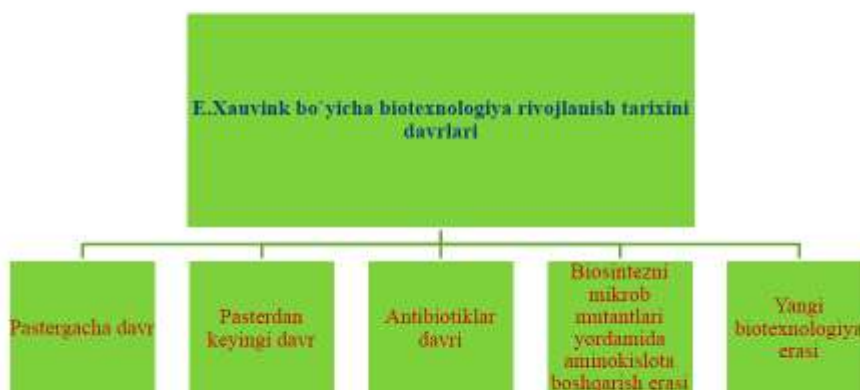 E.Xauvink bo`yicha biotexnologiya rivojlanish tarixini
davrlari
Pastergacha davr
Pasterdan
keyingi davr
Antibiotiklar
davri
Biosintezni
mikrob
mutantlari
yordamida
aminokislota
boshqarish erasi
Yangi
biotexnologiya
erasi